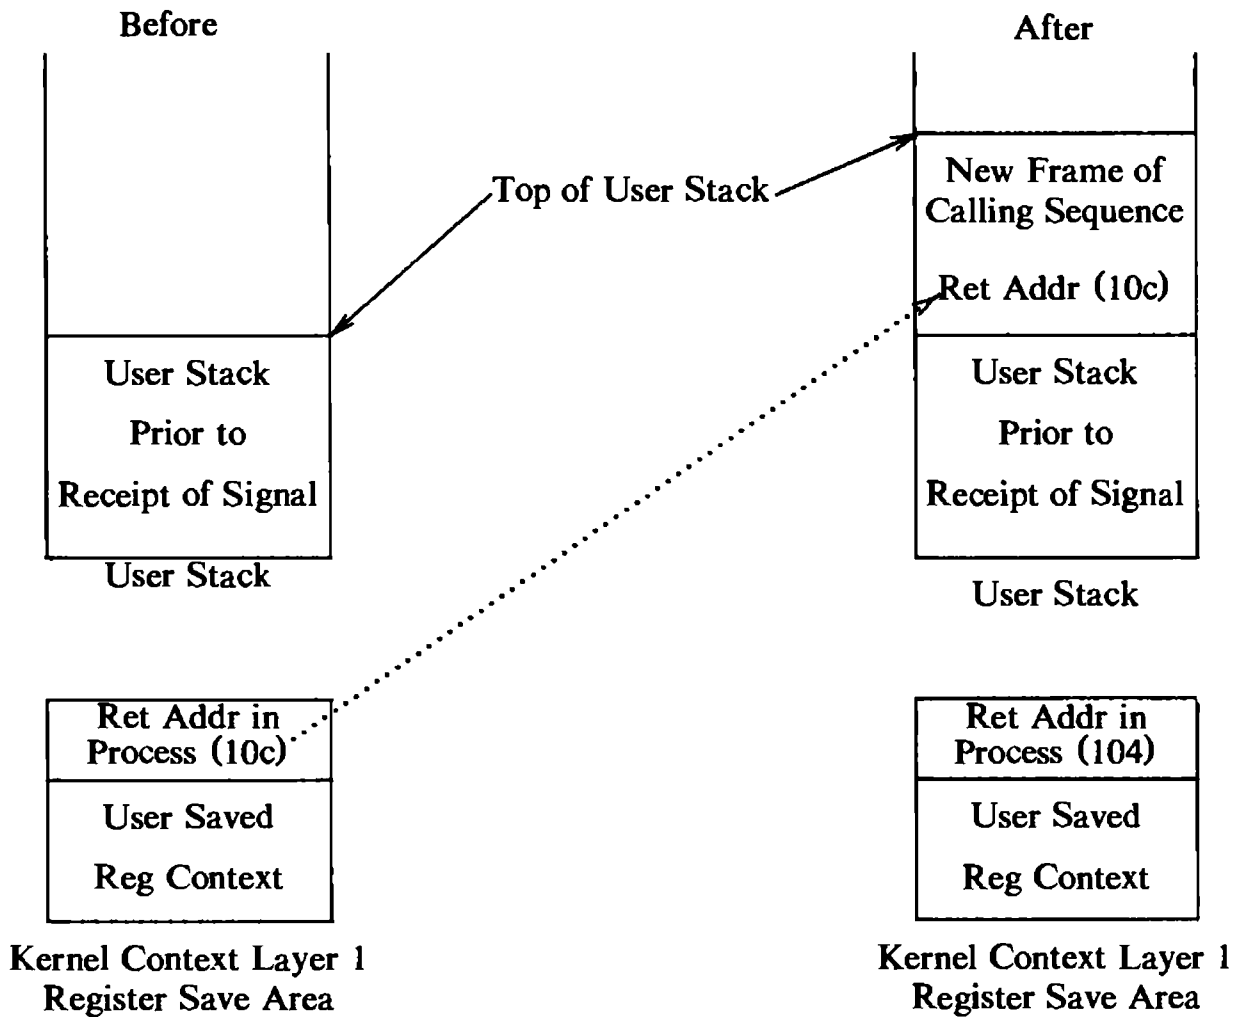 Before
After
New Frame of
Calling Sequence
Top of User Stack
Ret Addr (10c)
User Stack
Prior to
Receipt of Signal
User Stack
User Stack
Prior to
Receipt of Signal
User Stack
Ret Addr in
Process (10c)
User Saved
Reg Context
Kernel Context Layer 1
Register Save Area
Ret Addr in
Process (104)
User Saved
Reg Context
Kernel Context Layer 1
Register Save Area